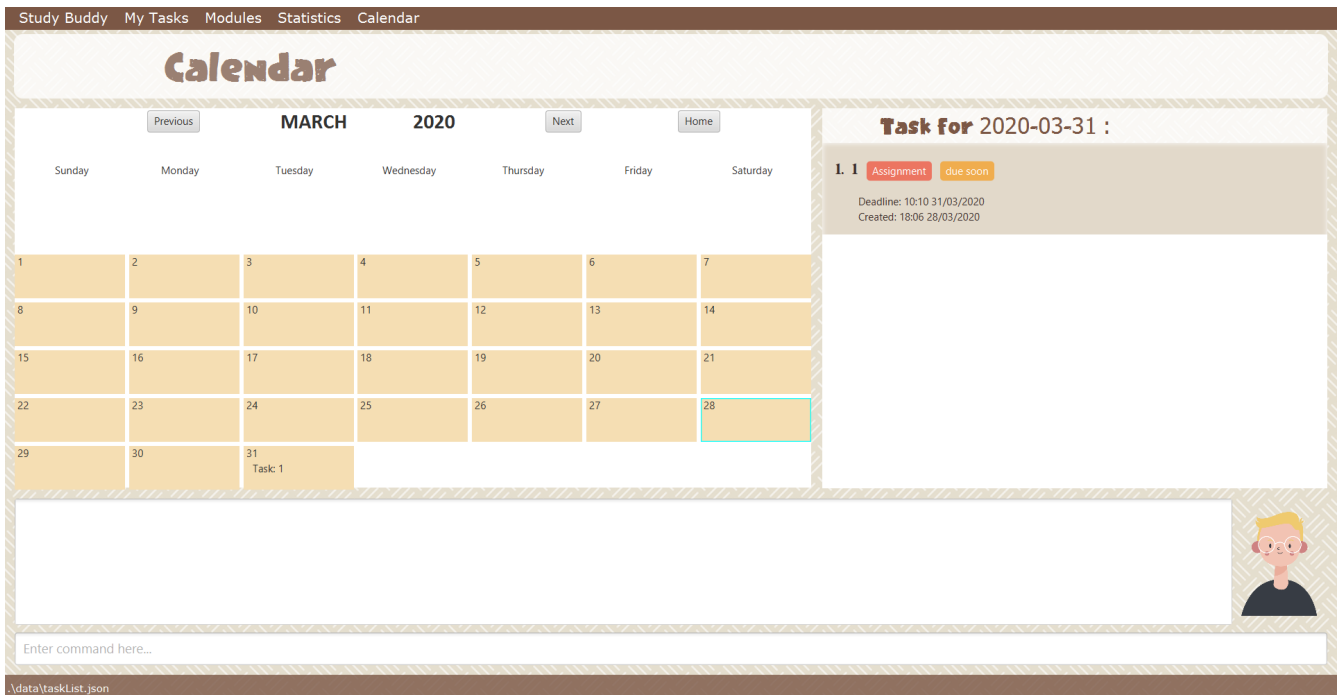 Study Buddy My Tasks Modules Statistics Calendar
Calendar
Previous MARCH 2020 Next Home
Sunday Monday Tuesday Wednesday Thursday Friday Saturday
1 2 3 4 5 6 7
8 9 10 11 12 13 14
15 16 17 18 19 20 21
22 23 24 25 26 27 28
29 30 31
Task: 1
Task for 2020-03-31 :
1. 1 Assignment due soon
Deadline: 10:10 31/03/2020
Created: 18:06 28/03/2020
Enter command here...
.\data\taskList.json